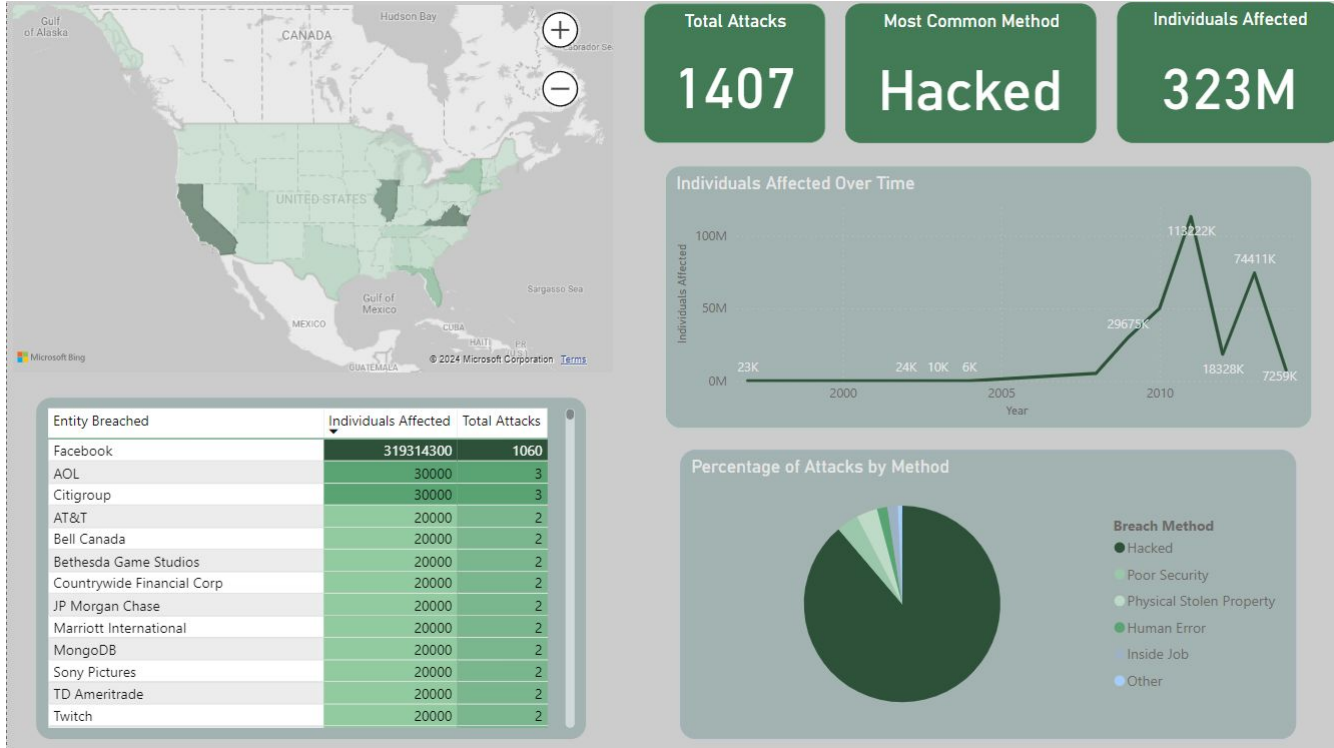 Gulf
of Alaska
Hudson Bay
CANADA
UNITED STATES
Gulf of
Mexico
MEXICO
Sargasso Sea
CUBA
HAITI
PR
GUATEMALA
Microsoft Bing
© 2024 Microsoft Corporation Terms
Total Attacks
1407
Most Common Method
Hacked
Individuals Affected
323M
Individuals Affected Over Time
Individuals Affected
100M
50M
0M
23K
24K
10K
6K
29675K
113222K
18328K
74411K
7259K
2000
2005
2010
Year
Entity Breached Individuals Affected Total Attacks
Facebook 319314300 1060
AOL 30000 3
Citigroup 30000 3
AT&T 20000 2
Bell Canada 20000 2
Bethesda Game Studios 20000 2
Countrywide Financial Corp 20000 2
JP Morgan Chase 20000 2
Marriott International 20000 2
MongoDB 20000 2
Sony Pictures 20000 2
TD Ameritrade 20000 2
Twitch 20000 2
Percentage of Attacks by Method
Breach Method
Hacked
Poor Security
Physical Stolen Property
Human Error
Inside Job
Other